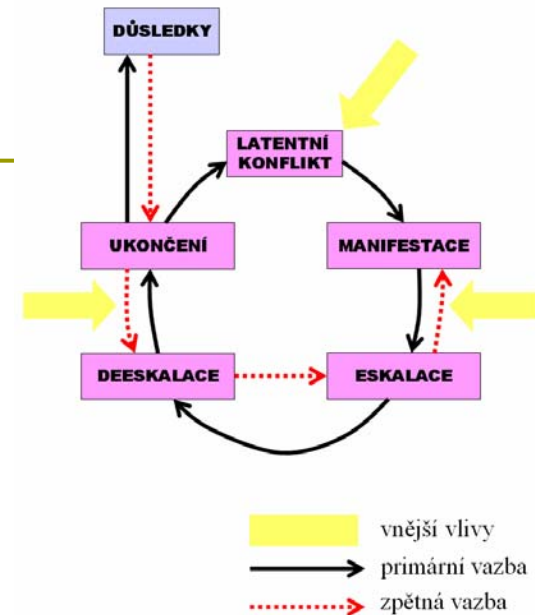 DŮSLEDKY
LATENTNÍ
KONFLIKT
UKONČENÍ
MANIFESTACE
DEESKALACE
ESKALACE
vnější vlivy
primární vazba
zpětná vazba